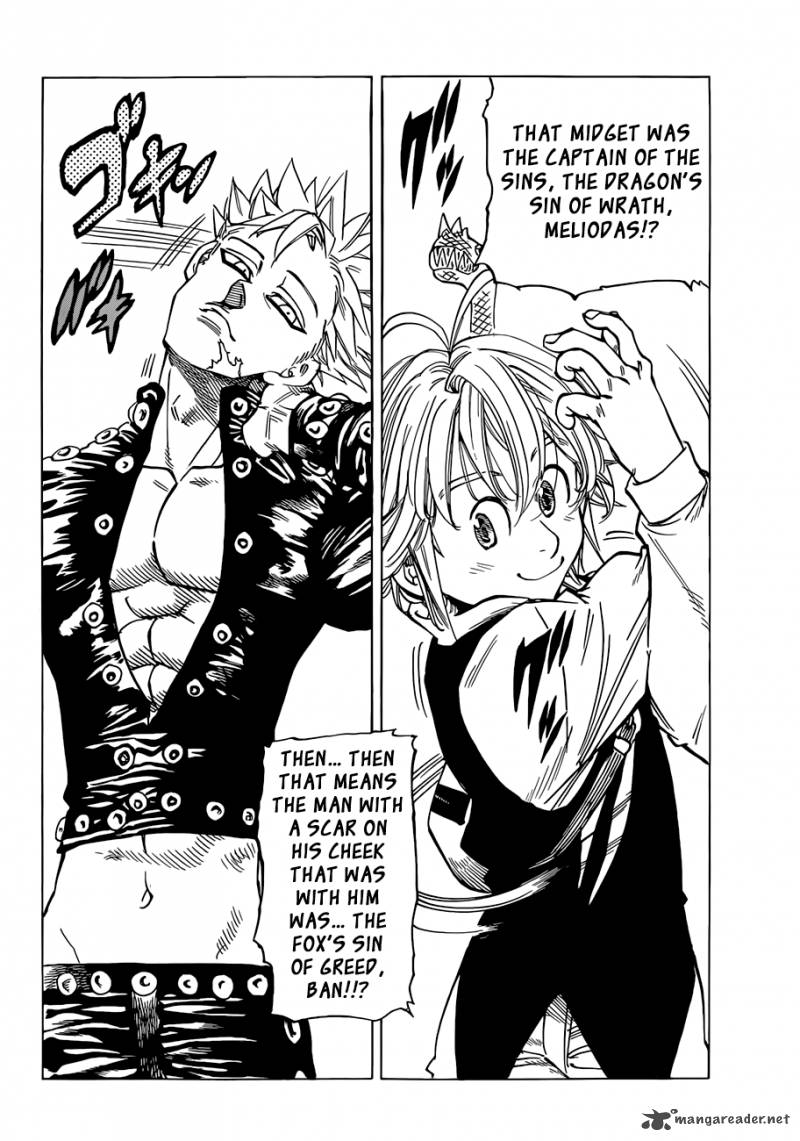 THAT MIDGET WAS
THE CAPTAIN OF THE
SINS, THE DRAGON'S
SIN OF WRATH,
MELIODAS!?
ゴキッ
THEN... THEN
THAT MEANS
THE MAN WITH
A SCAR ON
HIS CHEEK
THAT WAS
WITH HIM
WAS... THE
FOX'S SIN
OF GREED,
BAN!!?
mangareader.net